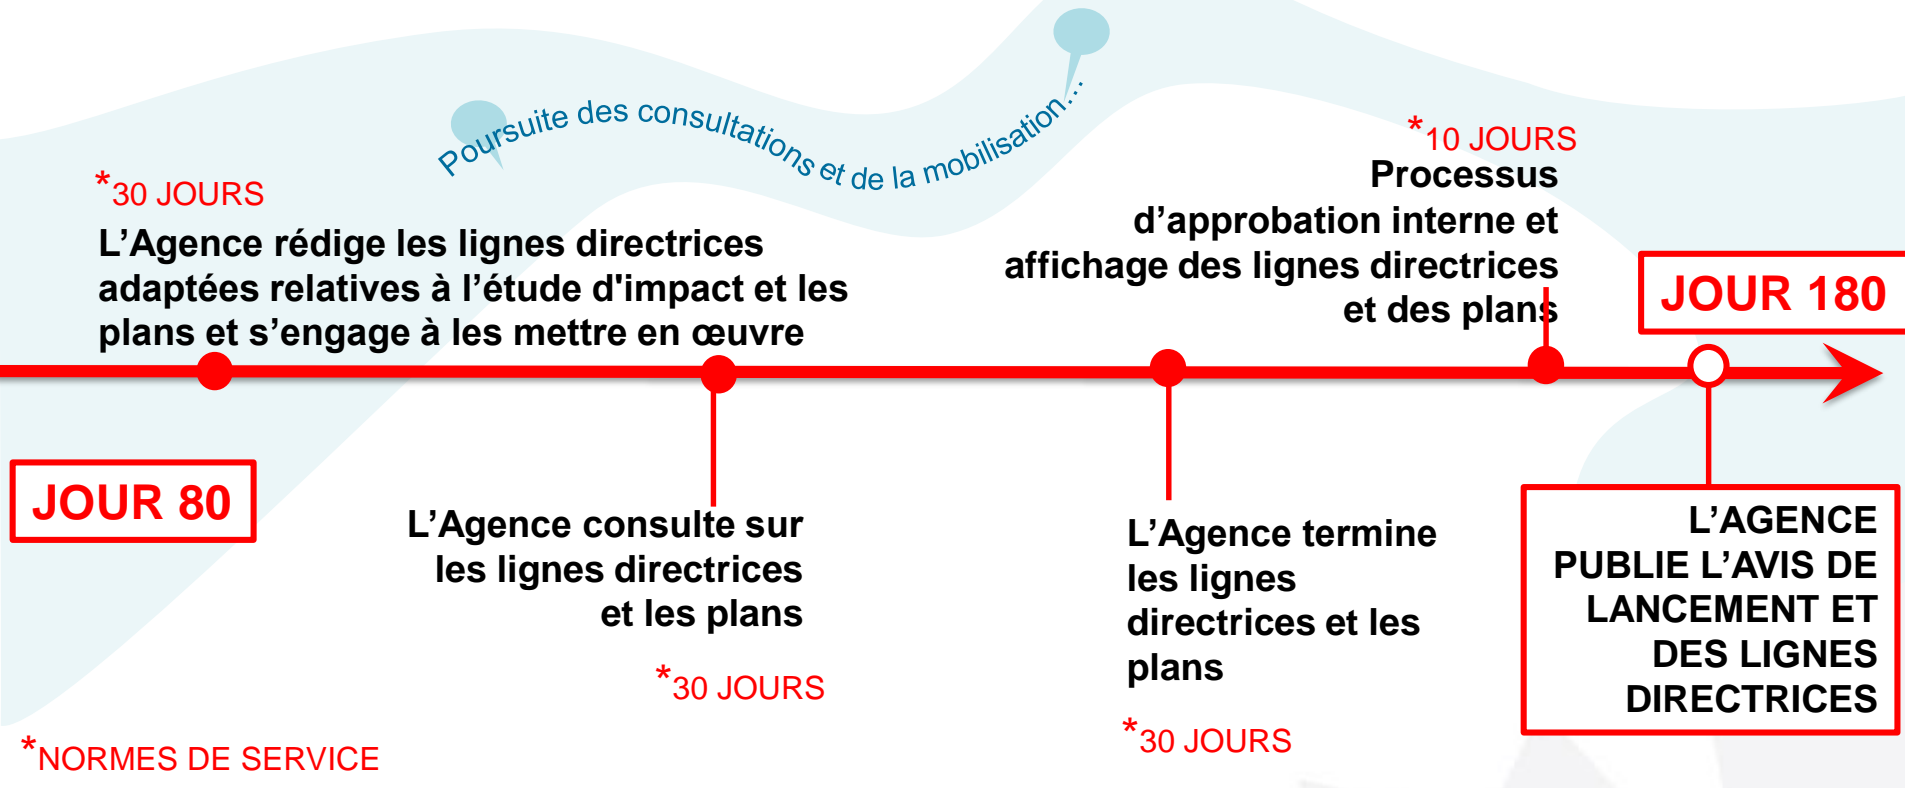 Poursuite des consultations et de la mobilisation...
*30 JOURS
L’Agence rédige les lignes directrices
adaptées relatives à l’étude d'impact et les
plans et s’engage à les mettre en œuvre
*10 JOURS
Processus
d’approbation interne et
affichage des lignes directrices
et des plans
JOUR 180
JOUR 80
L’Agence consulte sur
les lignes directrices
et les plans
*30 JOURS
L’Agence termine
les lignes
directrices et les
plans
*30 JOURS
L’AGENCE
PUBLIE L’AVIS DE
LANCEMENT ET
DES LIGNES
DIRECTRICES
*NORMES DE SERVICE